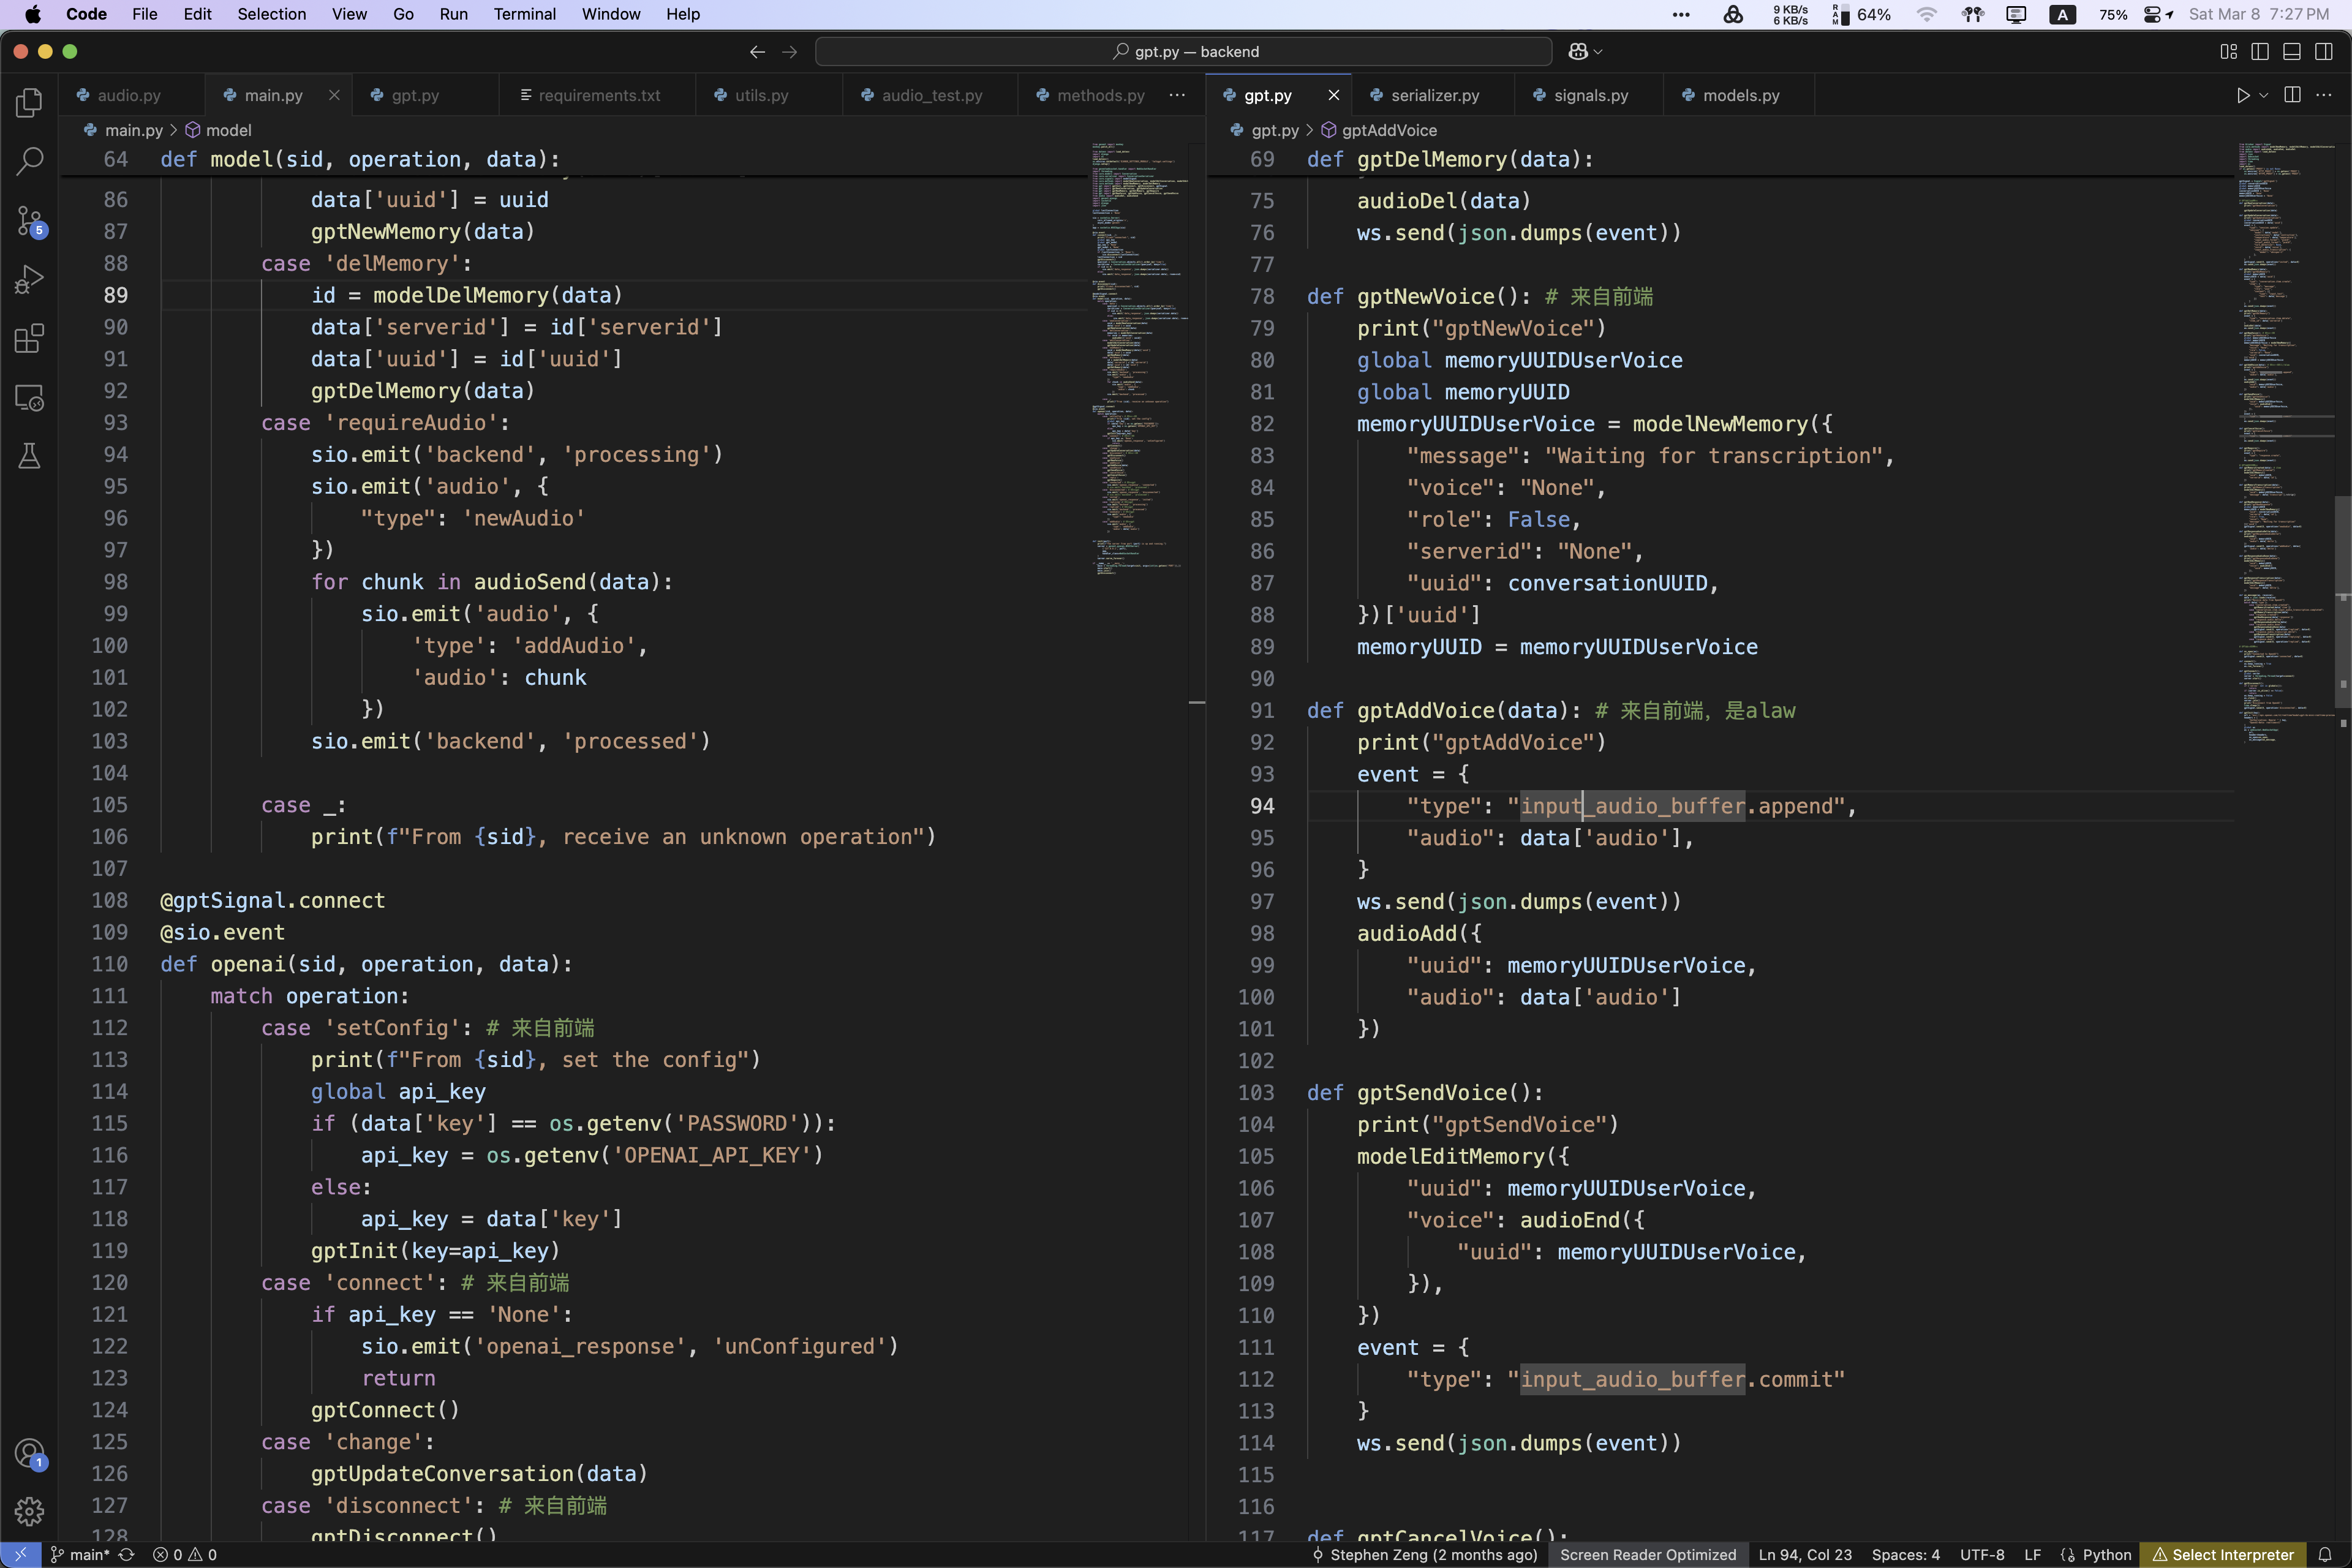 Code File Edit Selection View Go Run Terminal Window Help
9 KB/s
6 KB/s
RAM
64%
A
75%
Sat Mar 8 7:27 PM
gpt.py — backend
audio.py
main.py
gpt.py
requirements.txt
utils.py
audio_test.py
methods.py
main.py > model
64 def model(sid, operation, data):
86 data['uuid'] = uuid
87 gptNewMemory(data)
88 case 'delMemory':
89 id = modelDelMemory(data)
90 data['serverid'] = id['serverid']
91 data['uuid'] = id['uuid']
92 gptDelMemory(data)
93 case 'requireAudio':
94 sio.emit('backend', 'processing')
95 sio.emit('audio', {
96 "type": 'newAudio'
97 })
98 for chunk in audioSend(data):
99 sio.emit('audio', {
100 'type': 'addAudio',
101 'audio': chunk
102 })
103 sio.emit('backend', 'processed')
104
105 case _:
106 print(f"From {sid}, receive an unknown operation")
107
108 @gptSignal.connect
109 @sio.event
110 def openai(sid, operation, data):
111 match operation:
112 case 'setConfig': # 来自前端
113 print(f"From {sid}, set the config")
114 global api_key
115 if (data['key'] == os.getenv('PASSWORD')):
116 api_key = os.getenv('OPENAI_API_KEY')
117 else:
118 api_key = data['key']
119 gptInit(key=api_key)
120 case 'connect': # 来自前端
121 if api_key == 'None':
122 sio.emit('openai_response', 'unConfigured')
123 return
124 gptConnect()
125 case 'change':
126 gptUpdateConversation(data)
127 case 'disconnect': # 来自前端
128 gptDisconnect()
gpt.py
serializer.py
signals.py
models.py
gpt.py > gptAddVoice
69 def gptDelMemory(data):
75 audioDel(data)
76 ws.send(json.dumps(event))
77
78 def gptNewVoice(): # 来自前端
79 print("gptNewVoice")
80 global memoryUUIDUserVoice
81 global memoryUUID
82 memoryUUIDUserVoice = modelNewMemory({
83 "message": "Waiting for transcription",
84 "voice": "None",
85 "role": False,
86 "serverid": "None",
87 "uuid": conversationUUID,
88 })['uuid']
89 memoryUUID = memoryUUIDUserVoice
90
91 def gptAddVoice(data): # 来自前端，是alaw
92 print("gptAddVoice")
93 event = {
94 "type": "input_audio_buffer.append",
95 "audio": data['audio'],
96 }
97 ws.send(json.dumps(event))
98 audioAdd({
99 "uuid": memoryUUIDUserVoice,
100 "audio": data['audio']
101 })
102
103 def gptSendVoice():
104 print("gptSendVoice")
105 modelEditMemory({
106 "uuid": memoryUUIDUserVoice,
107 "voice": audioEnd({
108 "uuid": memoryUUIDUserVoice,
109 }),
110 })
111 event = {
112 "type": "input_audio_buffer.commit"
113 }
114 ws.send(json.dumps(event))
115
116
117 def gptCancelVoice():
5
1
main* 0 0
Stephen Zeng (2 months ago) Screen Reader Optimized Ln 94, Col 23 Spaces: 4 UTF-8 LF {} Python Select Interpreter